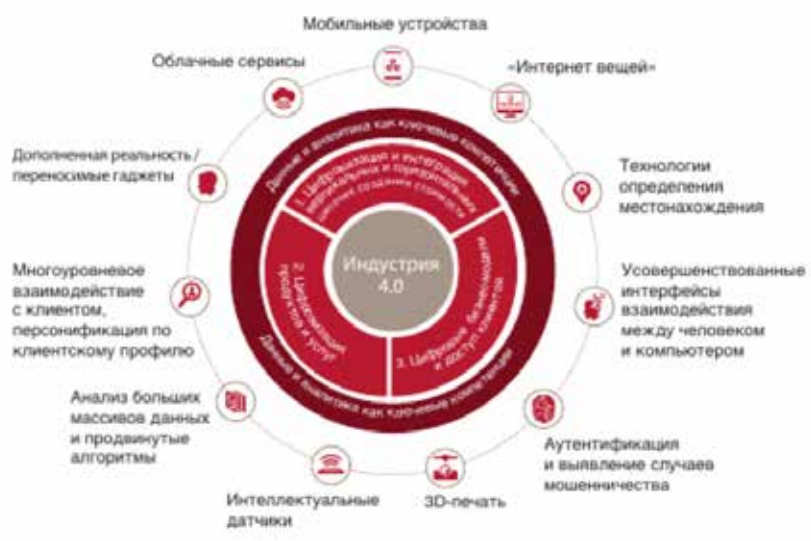 Мобильные устройства
Облачные сервисы
«Интернет вещей»
Дополненная реальность/
переносимые гаджеты
Технологии
определения
местонахождения
Многоуровневое
взаимодействие
с клиентом,
персонификация по
клиентскому профилю
Усовершенствованные
интерфейсы
взаимодействия
между человеком
и компьютером
Анализ больших
массивов данных
и продвинутые
алгоритмы
Аутентификация
и выявление случаев
мошенничества
Интеллектуальные
датчики
3D-печать
Данные и аналитика как ключевые компетенции
1. Цифровизация и интеграция
вертикальных и горизонтальных
цепочек создания стоимости
Индустрия
4.0
2. Цифровизация
продуктов и услуг
3. Цифровые бизнес-модели
и доступ клиентов
Данные и аналитика как ключевые компетенции